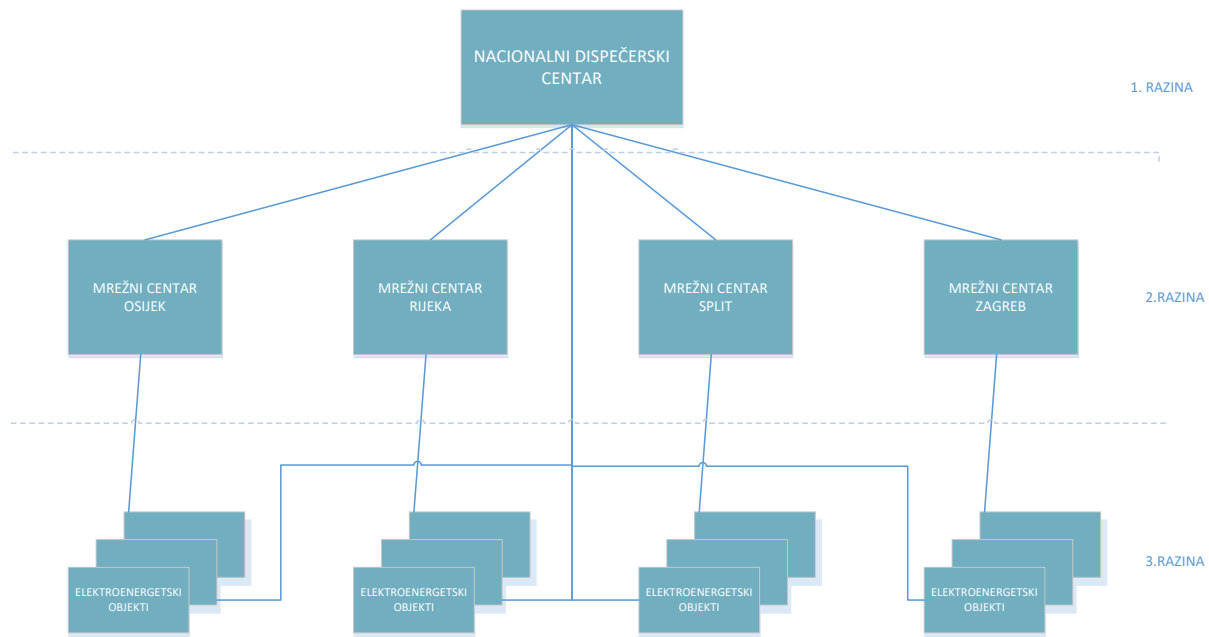 NACIONALNI DISPEČERSKI
CENTAR
1. RAZINA
MREŽNI CENTAR
OSIJEK
MREŽNI CENTAR
RIJEKA
MREŽNI CENTAR
SPLIT
MREŽNI CENTAR
ZAGREB
2.RAZINA
ELEKTROENERGETSKI
OBJEKTI
ELEKTROENERGETSKI
OBJEKTI
ELEKTROENERGETSKI
OBJEKTI
ELEKTROENERGETSKI
OBJEKTI
3.RAZINA